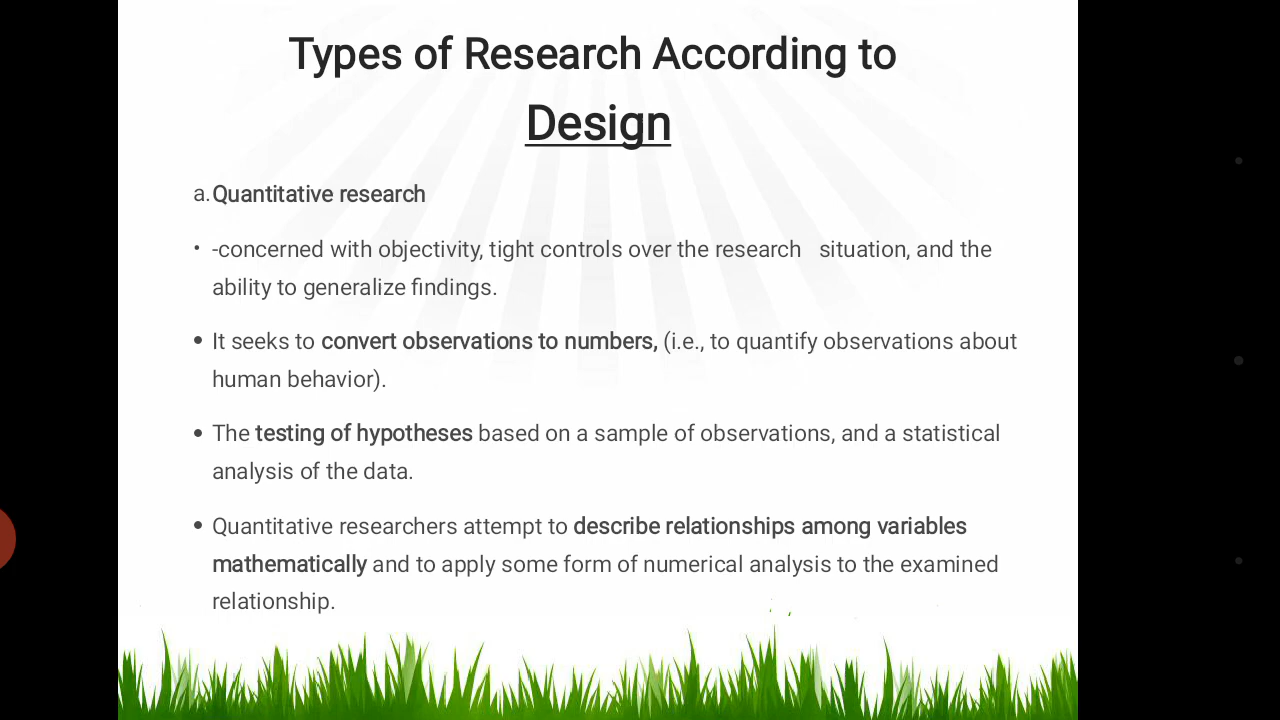 Types of Research According to
Design
a. Quantitative research
• -concerned with objectivity, tight controls over the research situation, and the
ability to generalize findings.
• It seeks to convert observations to numbers, (i.e., to quantify observations about
human behavior).
• The testing of hypotheses based on a sample of observations, and a statistical
analysis of the data.
• Quantitative researchers attempt to describe relationships among variables
mathematically and to apply some form of numerical analysis to the examined
relationship.